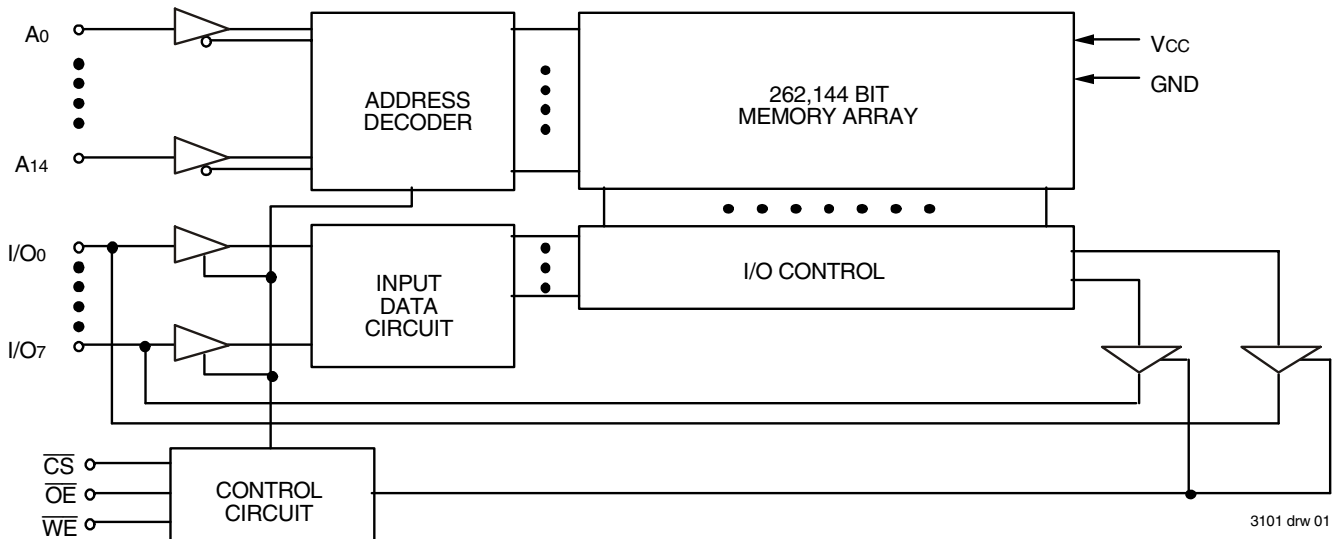 A0
VCC
GND
ADDRESS
DECODER
262,144 BIT
MEMORY ARRAY
A14
I/O0
INPUT
DATA
CIRCUIT
I/O CONTROL
I/O7
CS
OE
WE
CONTROL
CIRCUIT
3101 drw 01